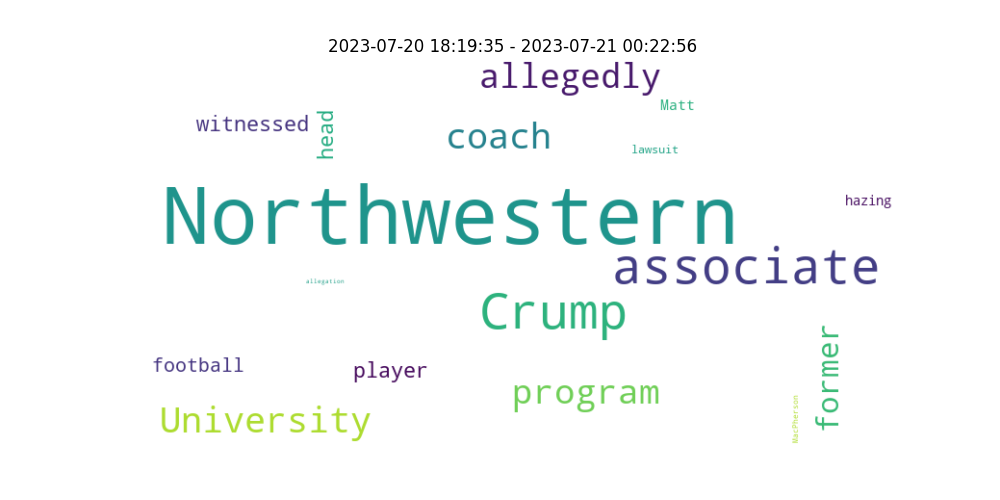 2023-07-20 18:19:35 - 2023-07-21 00:22:56
allegedly
Matt
witnessed
head
coach
lawsuit
Northwestern
hazing
associate
allegation
Crump
former
football
player
program
MacPherson
University